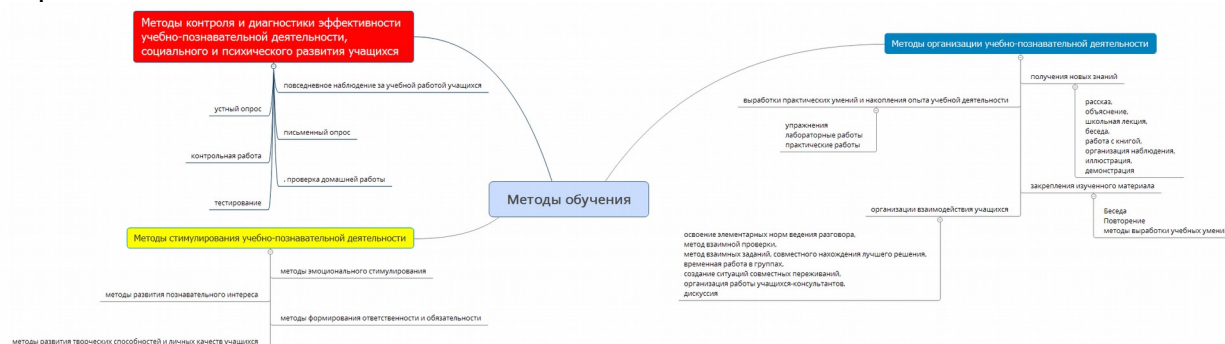 Методы контроля и диагностики эффективности
учебно-познавательной деятельности,
социального и психического развития учащихся
повседневное наблюдение за учебной работой учащихся
устный опрос
письменный опрос
контрольная работа
. проверка домашней работы
тестирование
Методы стимулирования учебно-познавательной деятельности
методы эмоционального стимулирования
методы развития познавательного интереса
методы формирования ответственности и обязательности
методы развития творческих способностей и личных качеств учащихся
Методы обучения
Методы организации учебно-познавательной деятельности
получения новых знаний
рассказ,
объяснение,
школьная лекция,
беседа,
работа с книгой,
организация наблюдения,
иллюстрация,
демонстрация
выработки практических умений и накопления опыта учебной деятельности
упражнения
лабораторные работы
практические работы
закрепления изученного материала
Беседа
Повторение
методы выработки учебных умени
организации взаимодействия учащихся
освоение элементарных норм ведения разговора,
метод взаимной проверки,
метод взаимных заданий, совместного нахождения лучшего решения,
временная работа в группах,
создание ситуаций совместных переживаний,
организация работы учащихся-консультантов,
дискуссия